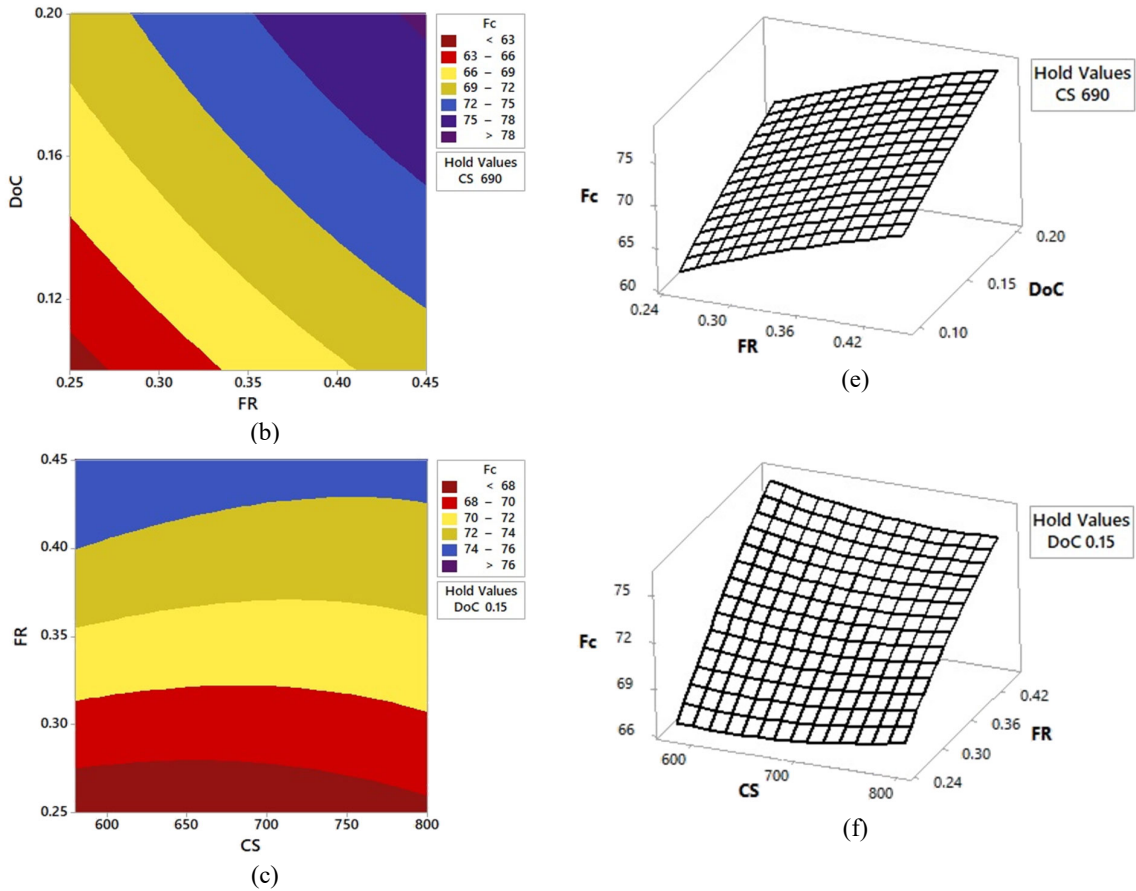 0.20
0.16
0.12
DoC
0.25
0.30
0.35
0.40
0.45
FR
Fc
< 63
63 – 66
66 – 69
69 – 72
72 – 75
75 – 78
> 78
Hold Values
CS 690
(b)
75
70
65
60
Fc
0.24
0.30
0.36
0.42
FR
0.10
0.15
0.20
DoC
Hold Values
CS 690
(e)
0.45
0.40
0.35
0.30
0.25
FR
600
650
700
750
800
CS
Fc
< 68
68 – 70
70 – 72
72 – 74
74 – 76
> 76
Hold Values
DoC 0.15
(c)
75
72
69
66
Fc
600
700
800
CS
0.24
0.30
0.36
0.42
FR
Hold Values
DoC 0.15
(f)